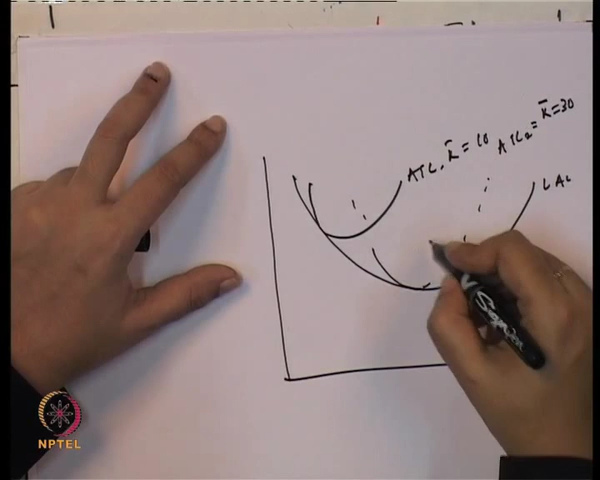 ATC, K̄ = 10
ATC₂ = K̄ = 30
LAC
NPTEL